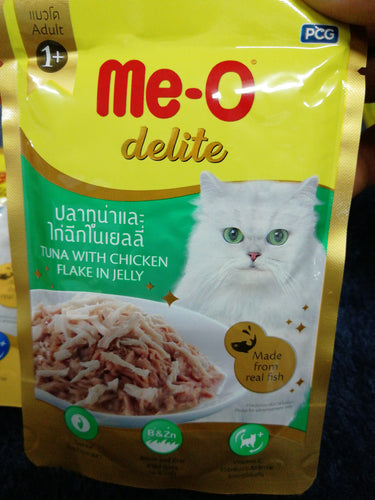 แมวโต
Adult
1+
PCG
Me-O
delite
ปลาทูน่าและ
ไก่ฉีกในเยลลี่
TUNA WITH CHICKEN
FLAKE IN JELLY
Made
from
real fish
B&Zn